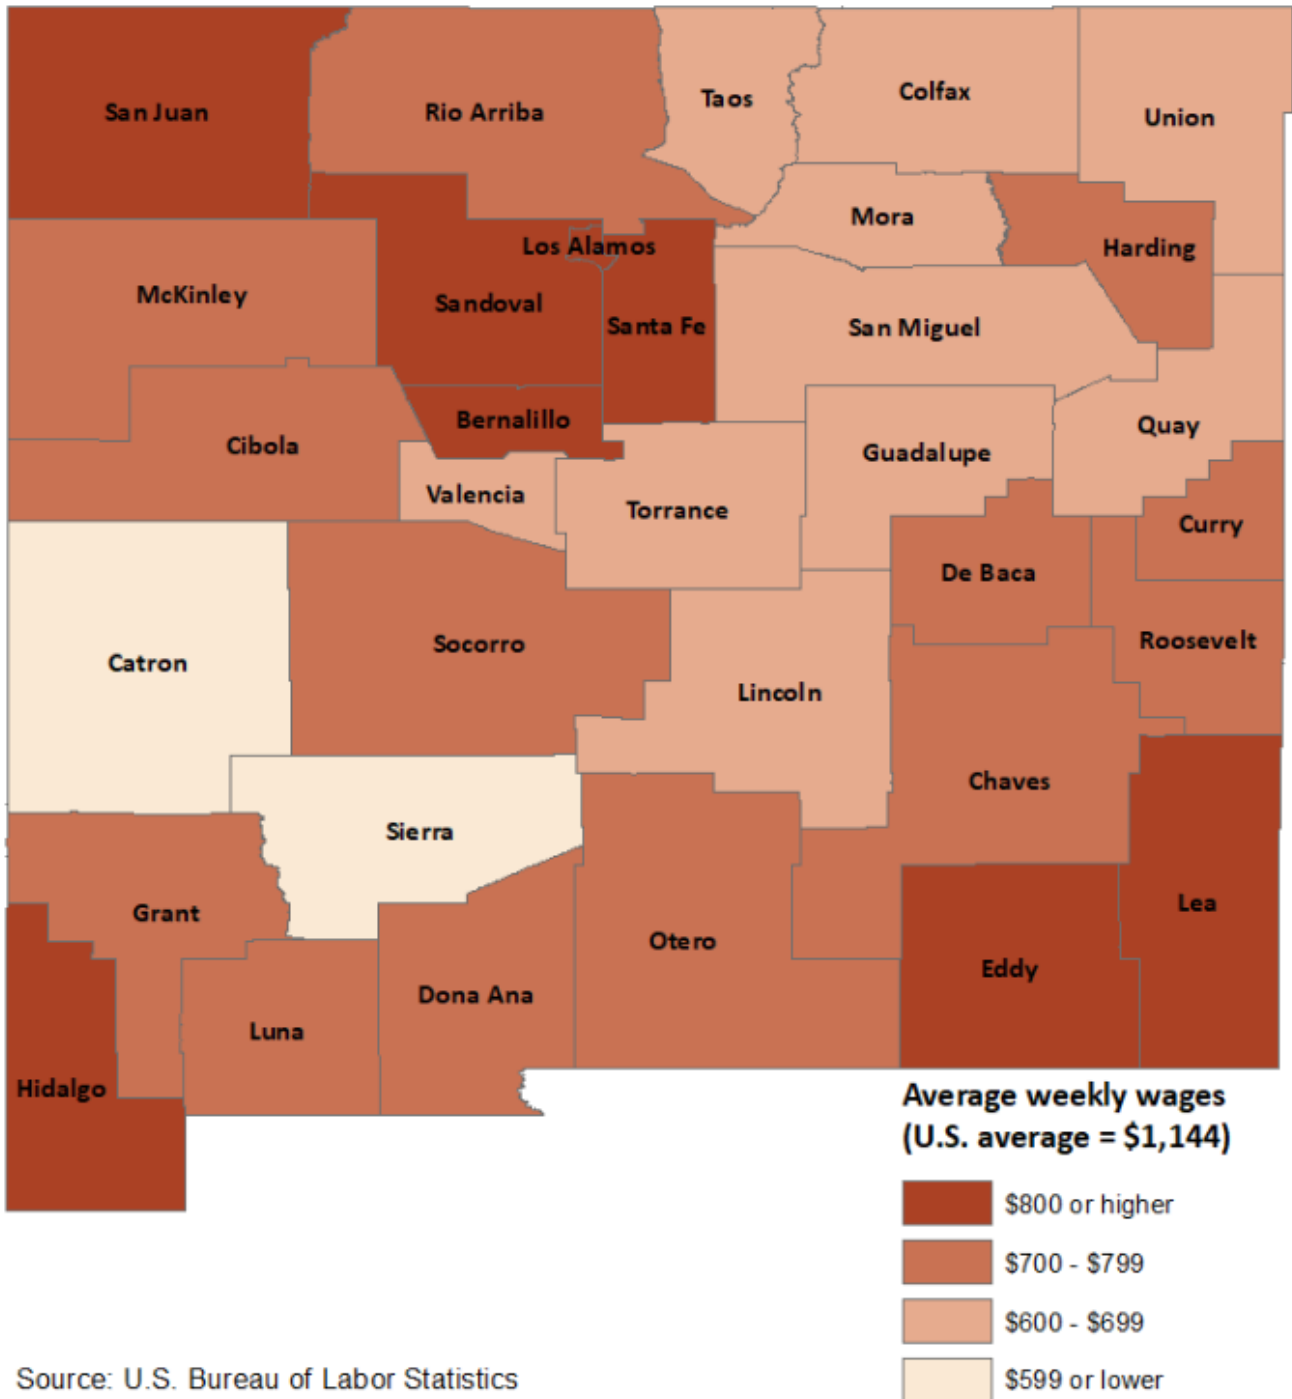 San Juan
Rio Arriba
Taos
Colfax
Union
Mora
Harding
Los Alamos
McKinley
Sandoval
Santa Fe
San Miguel
Bernalillo
Quay
Cibola
Guadalupe
Valencia
Torrance
Curry
De Baca
Roosevelt
Socorro
Catron
Lincoln
Chaves
Sierra
Lea
Grant
Otero
Eddy
Dona Ana
Luna
Hidalgo
Average weekly wages
(U.S. average = $1,144)
$800 or higher
$700 - $799
$600 - $699
$599 or lower
Source: U.S. Bureau of Labor Statistics